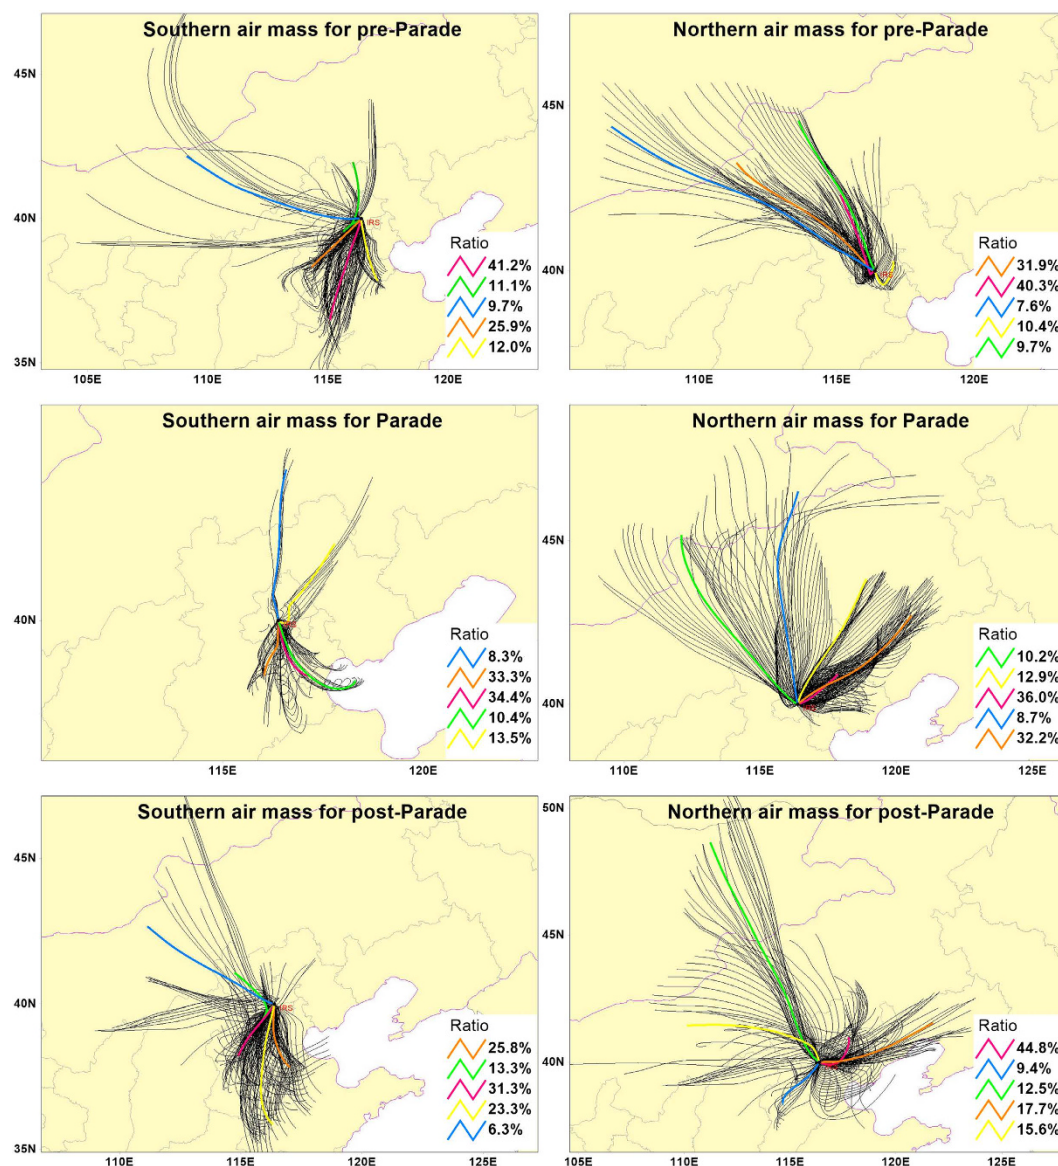 Southern air mass for pre-Parade
45N
40N
35N
105E
110E
115E
120E
IRS
Ratio
41.2%
11.1%
9.7%
25.9%
12.0%
Northern air mass for pre-Parade
45N
40N
110E
115E
120E
Ratio
31.9%
40.3%
7.6%
10.4%
9.7%
Southern air mass for Parade
40N
115E
120E
Ratio
8.3%
33.3%
34.4%
10.4%
13.5%
Northern air mass for Parade
45N
40N
110E
115E
120E
125E
Ratio
10.2%
12.9%
36.0%
8.7%
32.2%
Southern air mass for post-Parade
45N
40N
35N
110E
115E
120E
125E
IRS
Ratio
25.8%
13.3%
31.3%
23.3%
6.3%
Northern air mass for post-Parade
50N
45N
40N
105E
110E
115E
120E
125E
Ratio
44.8%
9.4%
12.5%
17.7%
15.6%